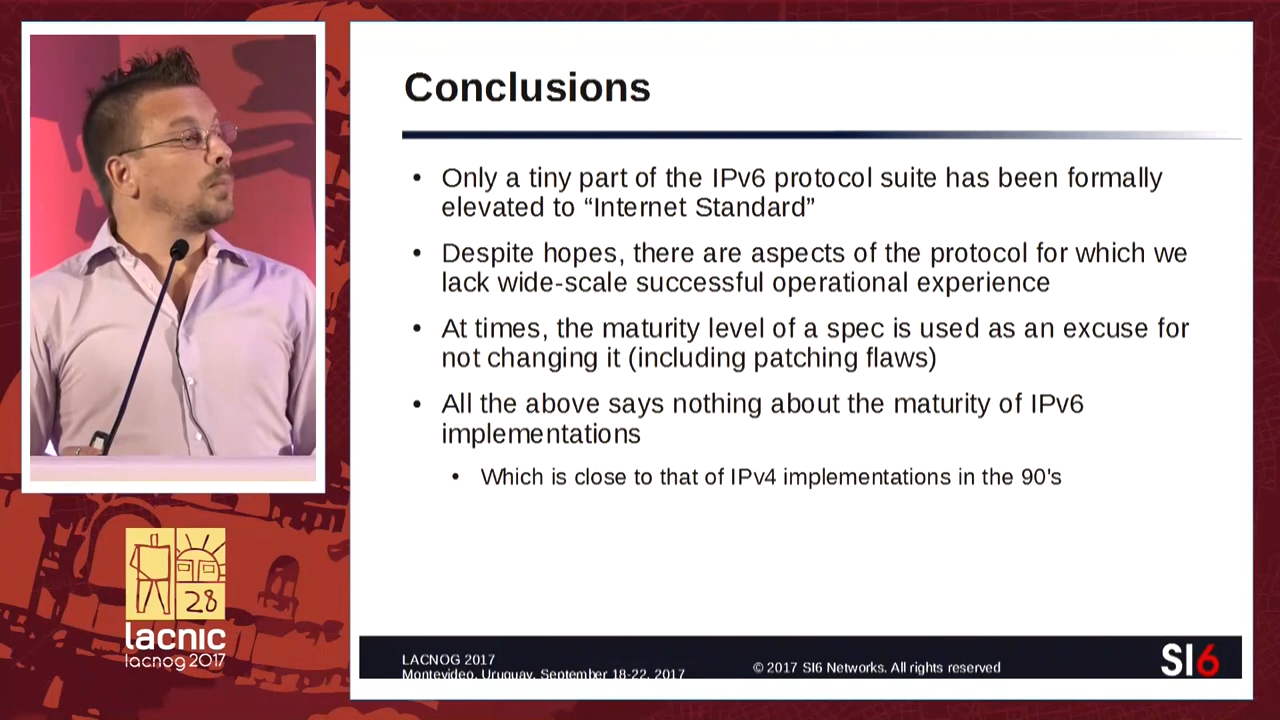 Conclusions
• Only a tiny part of the IPv6 protocol suite has been formally
elevated to “Internet Standard”
• Despite hopes, there are aspects of the protocol for which we
lack wide-scale successful operational experience
• At times, the maturity level of a spec is used as an excuse for
not changing it (including patching flaws)
• All the above says nothing about the maturity of IPv6
implementations
• Which is close to that of IPv4 implementations in the 90's
28
lacnic
lacnog 2017
LACNOG 2017
Montevideo, Uruguay, September 18-22, 2017
© 2017 SI6 Networks. All rights reserved
SI6